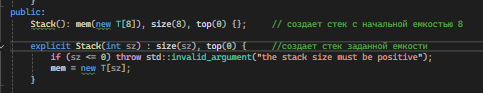 public:
Stack(): mem(new T[8]), size(8), top(0) {};    // создает стек с начальной емкостью 8
explicit Stack(int sz) : size(sz), top(0) {    //создает стек заданной емкости
if (sz <= 0) throw std::invalid_argument("the stack size must be positive");
mem = new T[sz];
}